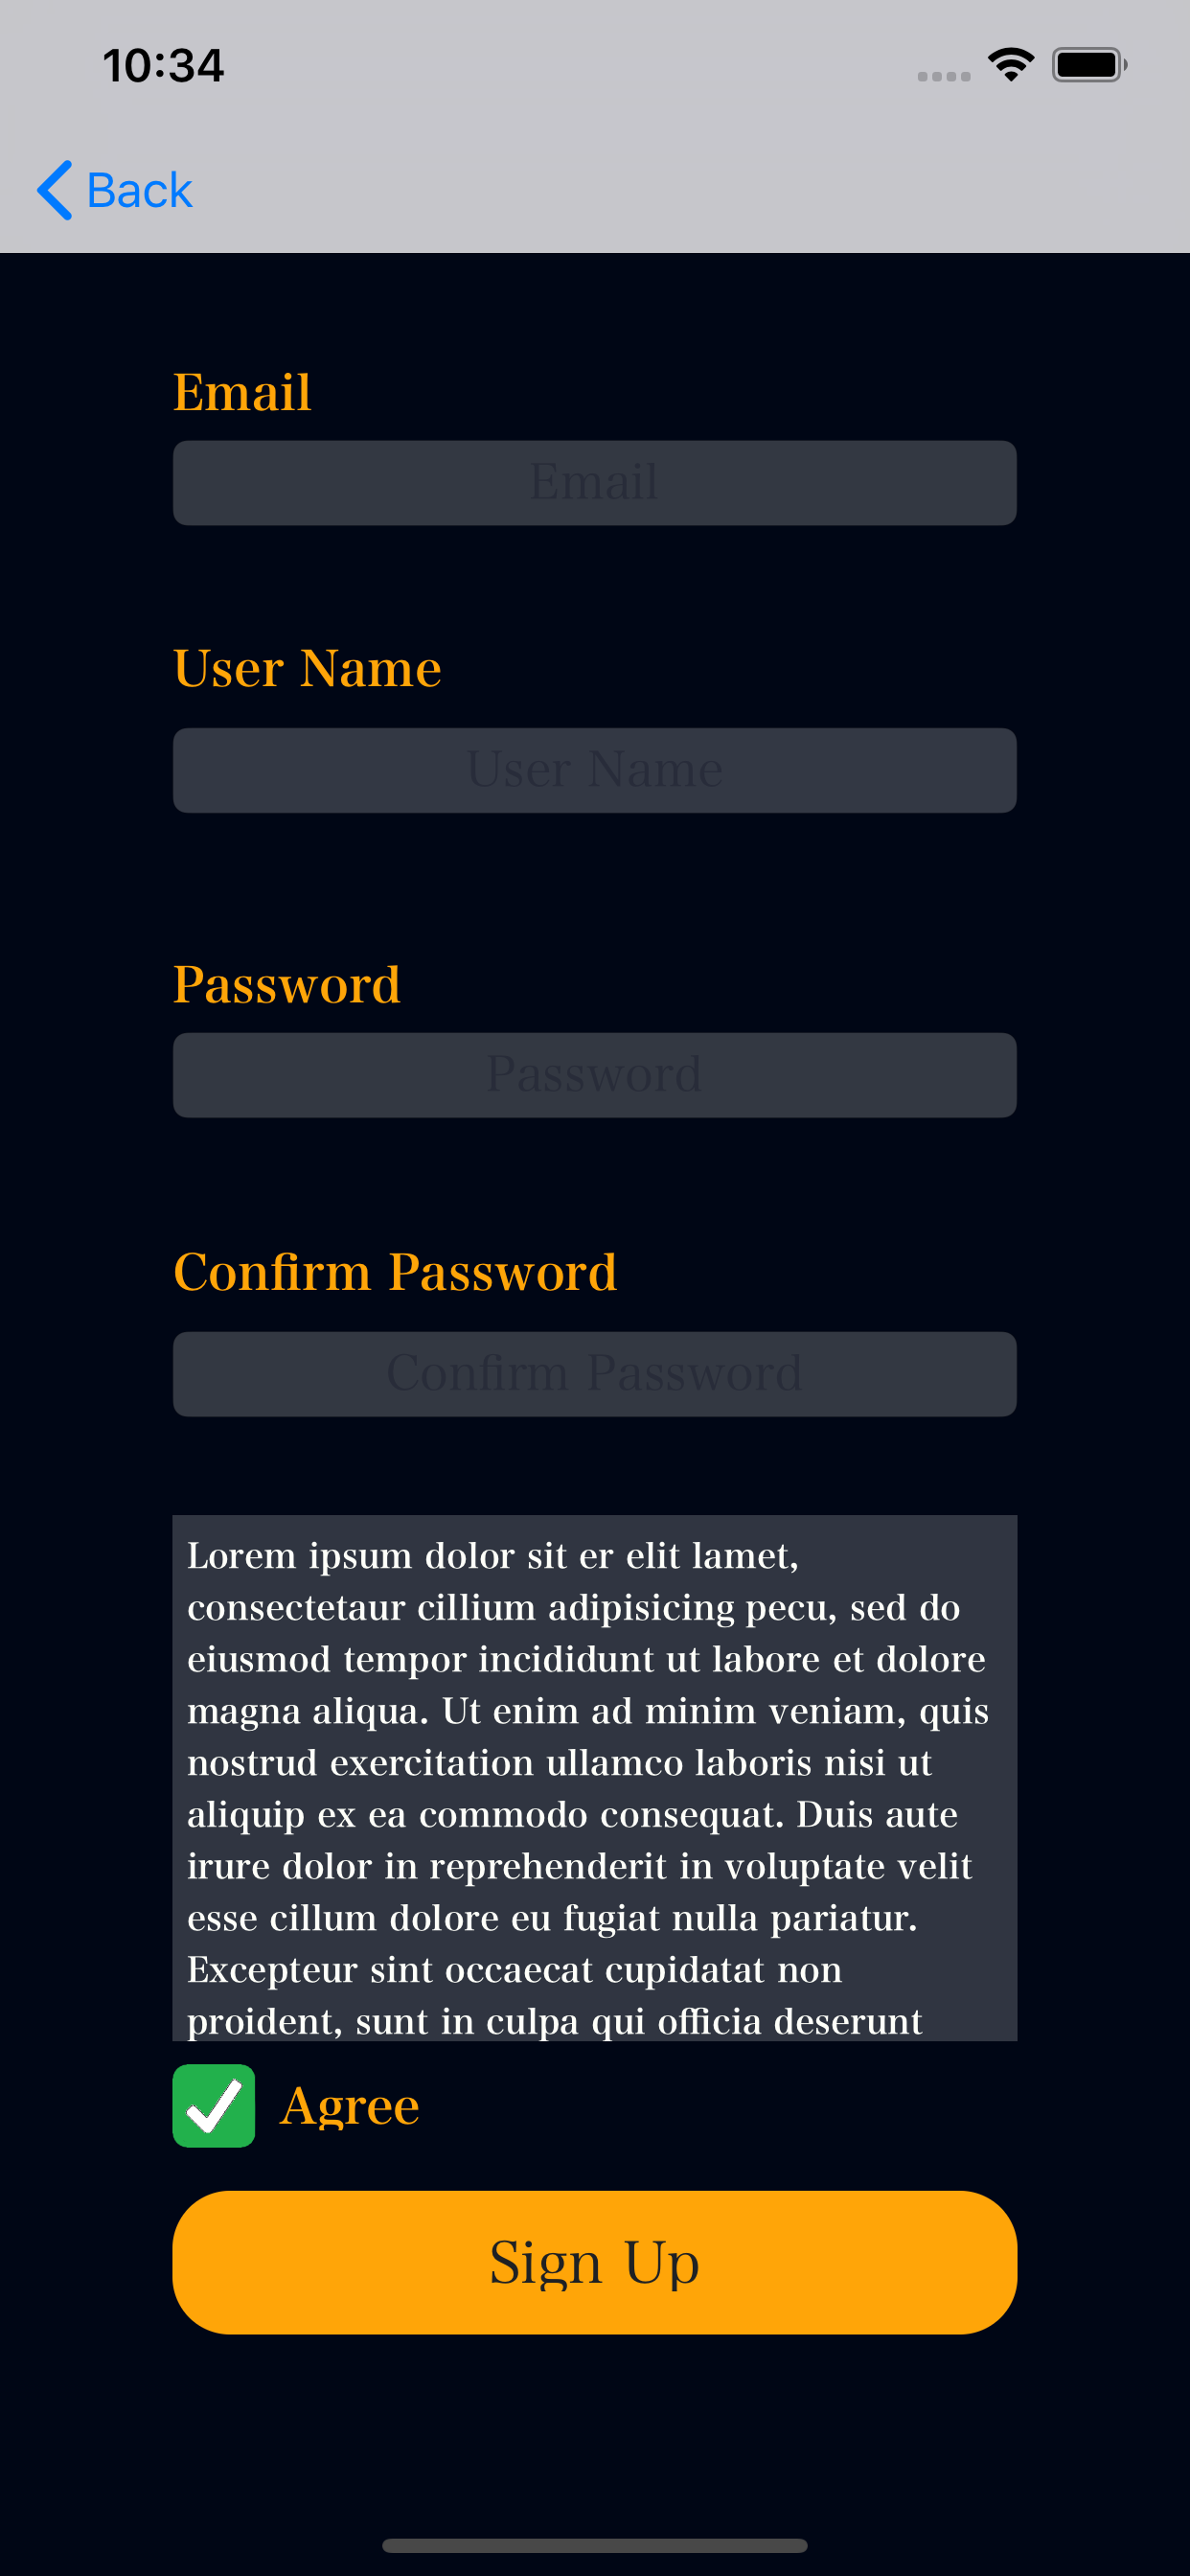 10:34
Back
Email
Email
User Name
User Name
Password
Password
Confirm Password
Confirm Password
Lorem ipsum dolor sit er elit lamet,
consectetaur cillium adipisicing pecu, sed do
eiusmod tempor incididunt ut labore et dolore
magna aliqua. Ut enim ad minim veniam, quis
nostrud exercitation ullamco laboris nisi ut
aliquip ex ea commodo consequat. Duis aute
irure dolor in reprehenderit in voluptate velit
esse cillum dolore eu fugiat nulla pariatur.
Excepteur sint occaecat cupidatat non
proident, sunt in culpa qui officia deserunt
Agree
Sign Up